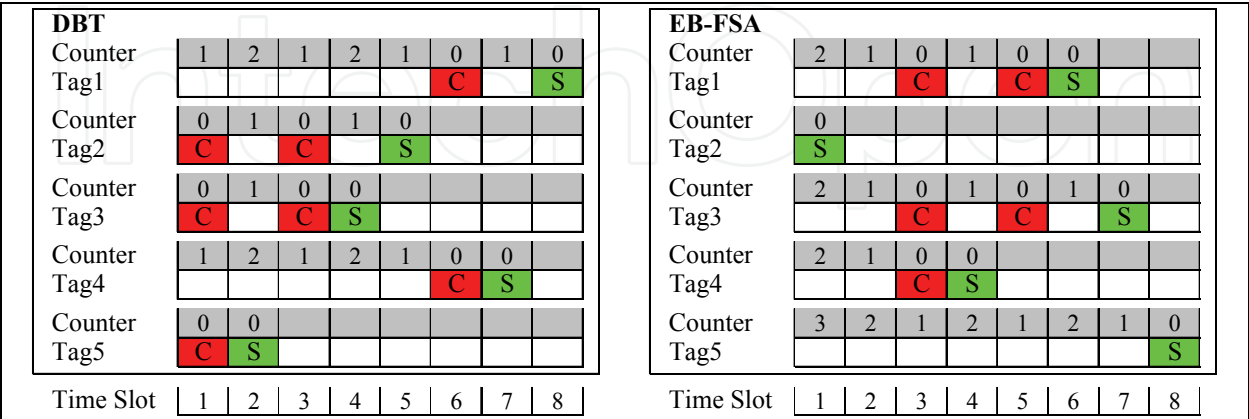 DBT
Counter 1 2 1 2 1 0 1 0
Tag1 C S
Counter 0 1 0 1 0
Tag2 C C S
Counter 0 1 0 0
Tag3 C C S
Counter 1 2 1 2 1 0 0
Tag4 C S
Counter 0 0
Tag5 C S
Time Slot 1 2 3 4 5 6 7 8
EB-FSA
Counter 2 1 0 1 0 0
Tag1 C C S
Counter 0
Tag2 S
Counter 2 1 0 1 0 1 0
Tag3 C C S
Counter 2 1 0 0
Tag4 C S
Counter 3 2 1 2 1 2 1 0
Tag5 S
Time Slot 1 2 3 4 5 6 7 8
IntechOpen